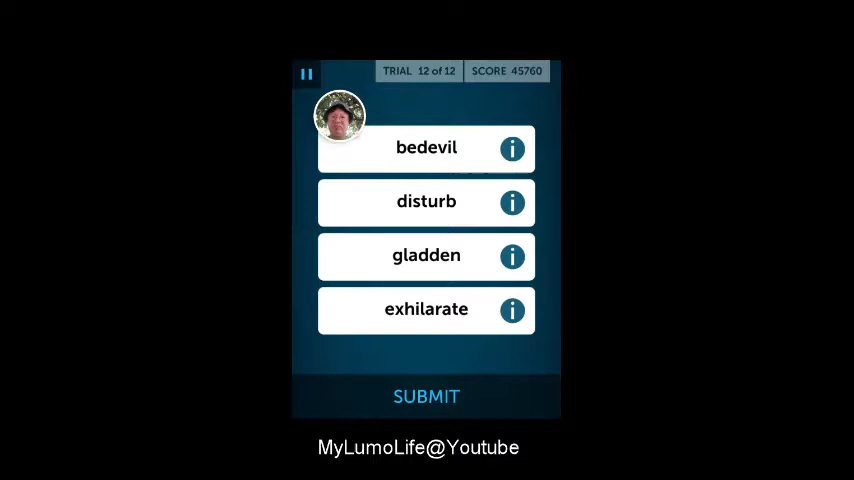 TRIAL 12 of 12 SCORE 45760
bedevil
disturb
gladden
exhilarate
SUBMIT
MyLumoLife@Youtube